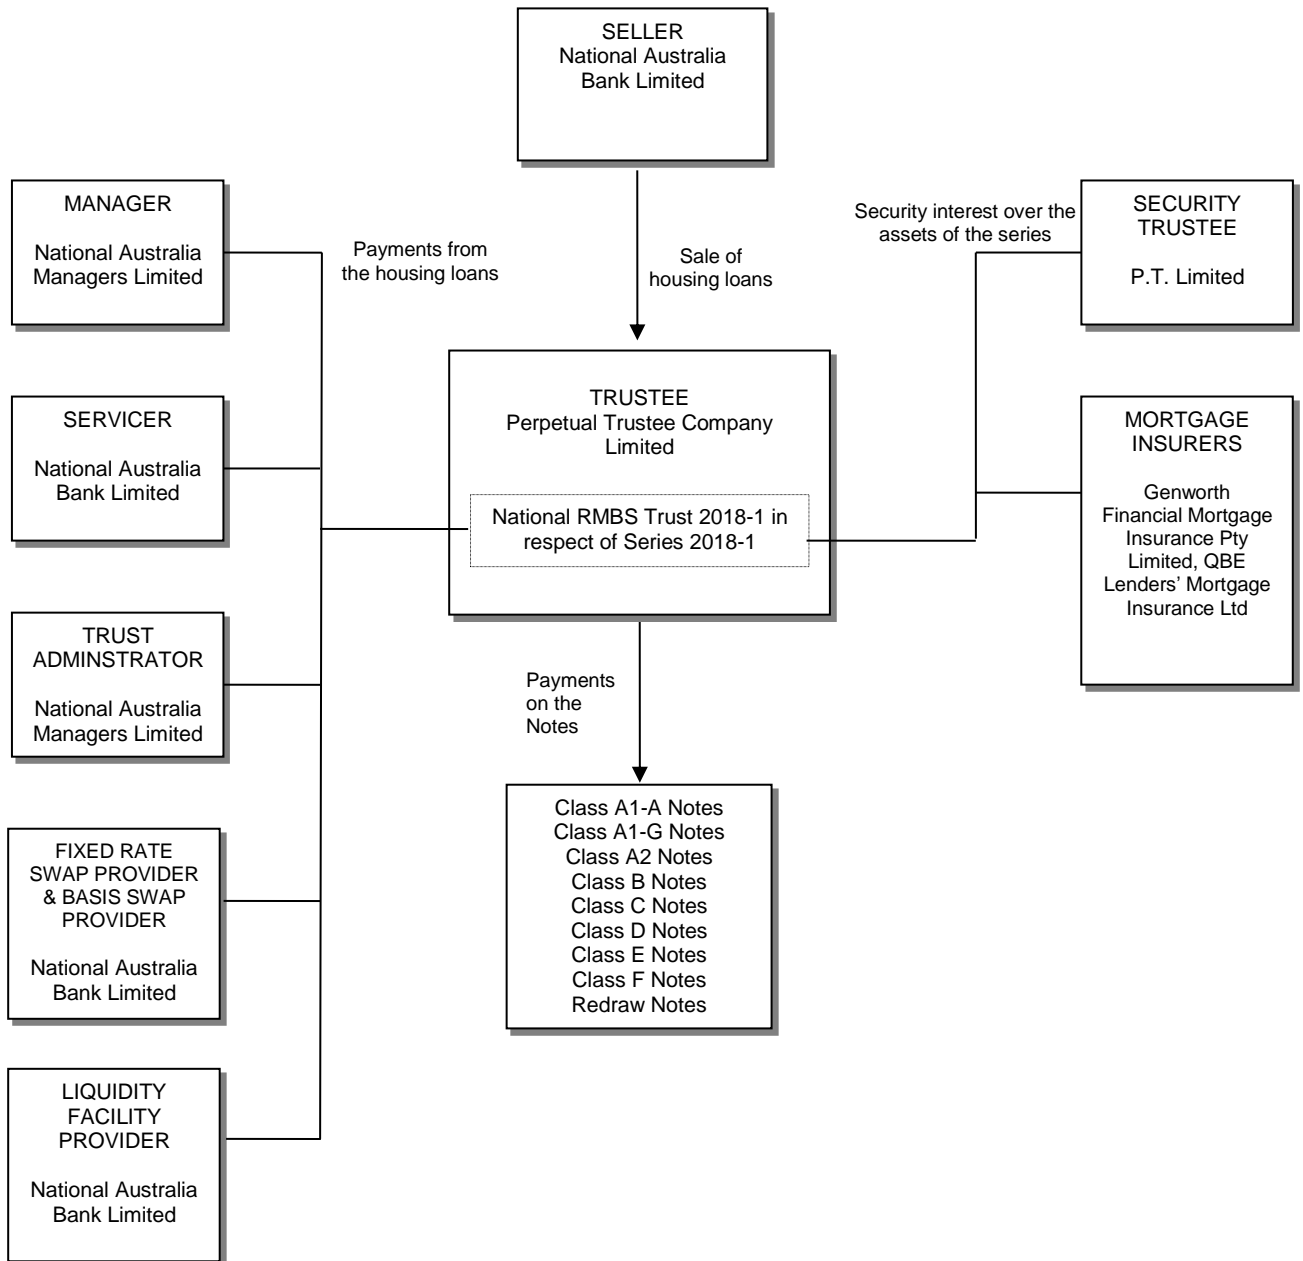 SELLER
National Australia
Bank Limited
MANAGER
National Australia
Managers Limited
Payments from
the housing loans
Sale of
housing loans
Security interest over the
assets of the series
SECURITY
TRUSTEE
P.T. Limited
SERVICER
National Australia
Bank Limited
TRUSTEE
Perpetual Trustee Company
Limited
National RMBS Trust 2018-1 in
respect of Series 2018-1
MORTGAGE
INSURERS
Genworth
Financial Mortgage
Insurance Pty
Limited, QBE
Lenders’ Mortgage
Insurance Ltd
TRUST
ADMINSTRATOR
National Australia
Managers Limited
Payments
on the
Notes
FIXED RATE
SWAP PROVIDER
& BASIS SWAP
PROVIDER
National Australia
Bank Limited
Class A1-A Notes
Class A1-G Notes
Class A2 Notes
Class B Notes
Class C Notes
Class D Notes
Class E Notes
Class F Notes
Redraw Notes
LIQUIDITY
FACILITY
PROVIDER
National Australia
Bank Limited